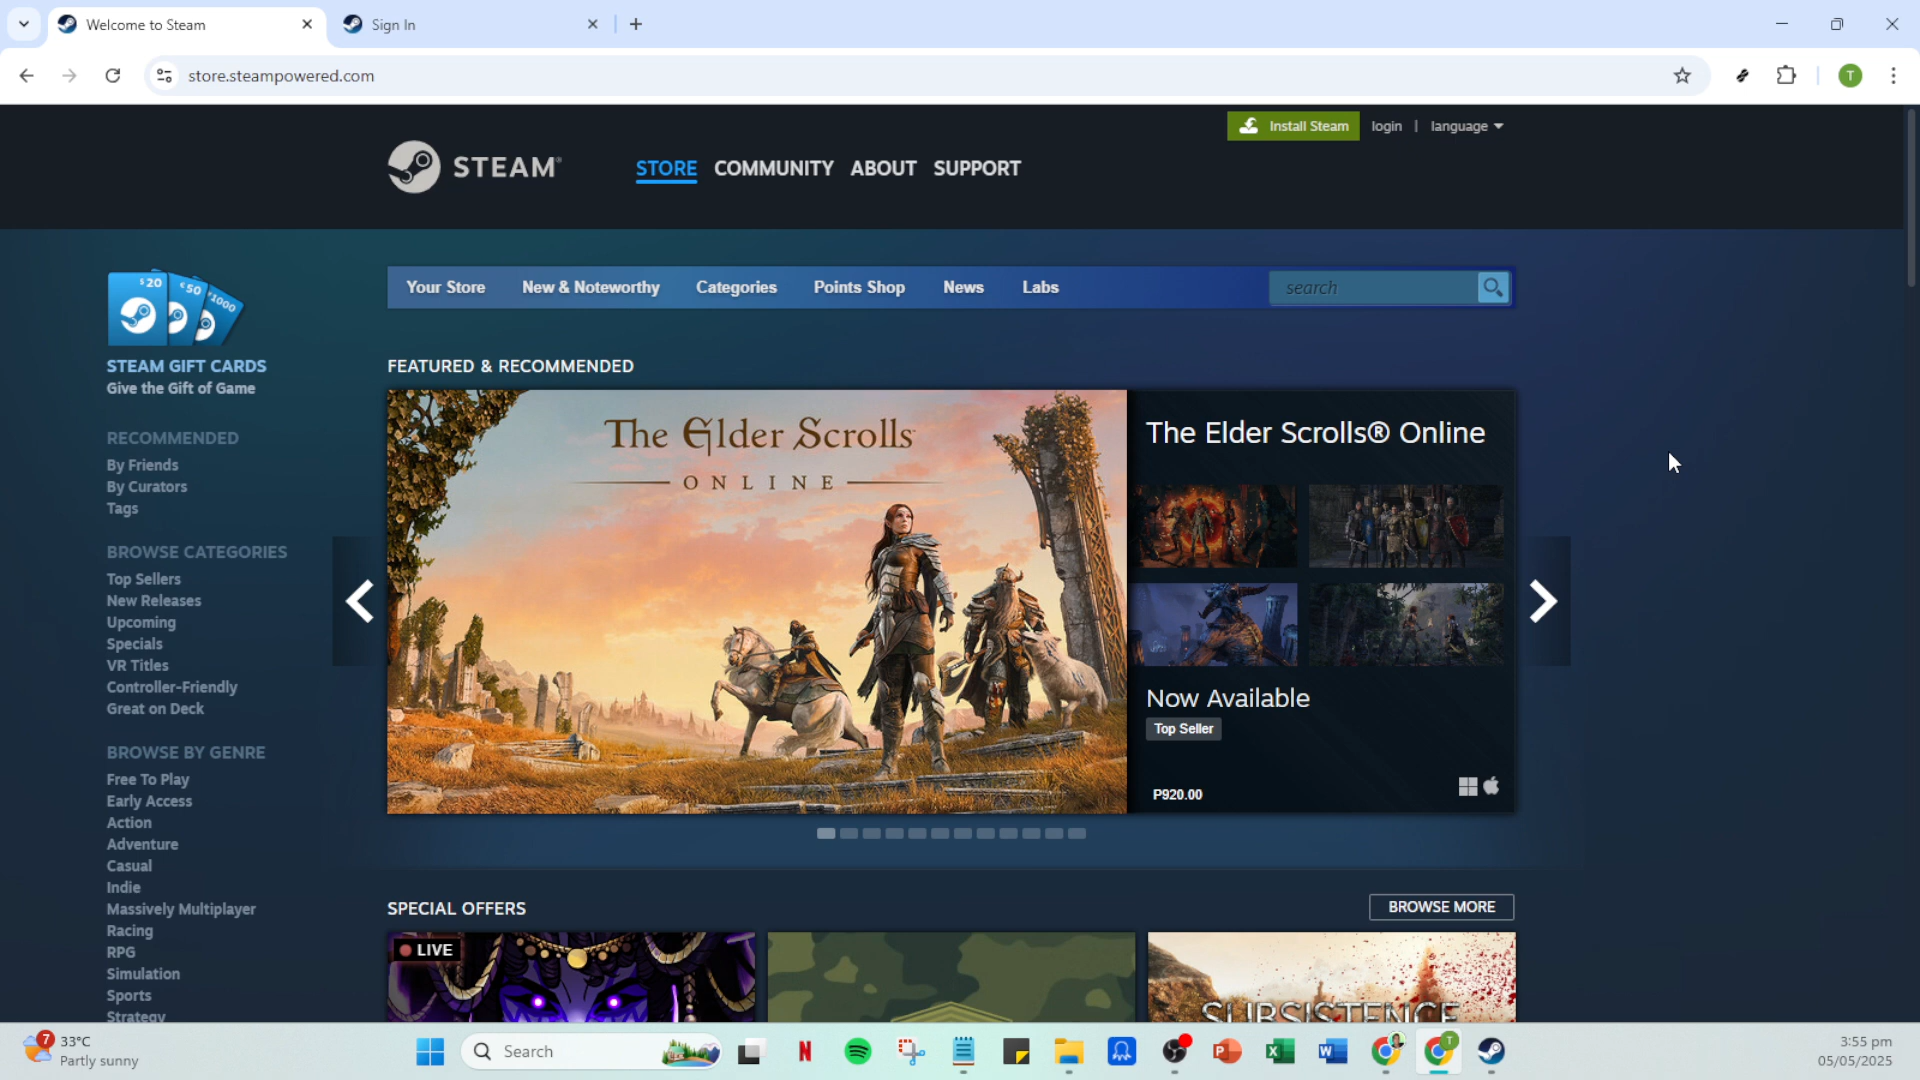 Welcome to Steam
Sign In
store.steampowered.com
T
Install Steam
login | language
STEAM®
STORE COMMUNITY ABOUT SUPPORT
$20 €50 ₱1000
STEAM GIFT CARDS
Give the Gift of Game
Your Store New & Noteworthy Categories Points Shop News Labs search
RECOMMENDED
By Friends
By Curators
Tags
BROWSE CATEGORIES
Top Sellers
New Releases
Upcoming
Specials
VR Titles
Controller-Friendly
Great on Deck
BROWSE BY GENRE
Free To Play
Early Access
Action
Adventure
Casual
Indie
Massively Multiplayer
Racing
RPG
Simulation
Sports
Strategy
FEATURED & RECOMMENDED
The Elder Scrolls
ONLINE
The Elder Scrolls® Online
Now Available
Top Seller
P920.00
SPECIAL OFFERS
BROWSE MORE
LIVE
SUBSISTENCE
7
33°C
Partly sunny
Search
N
P
X
W
T
3:55 pm
05/05/2025